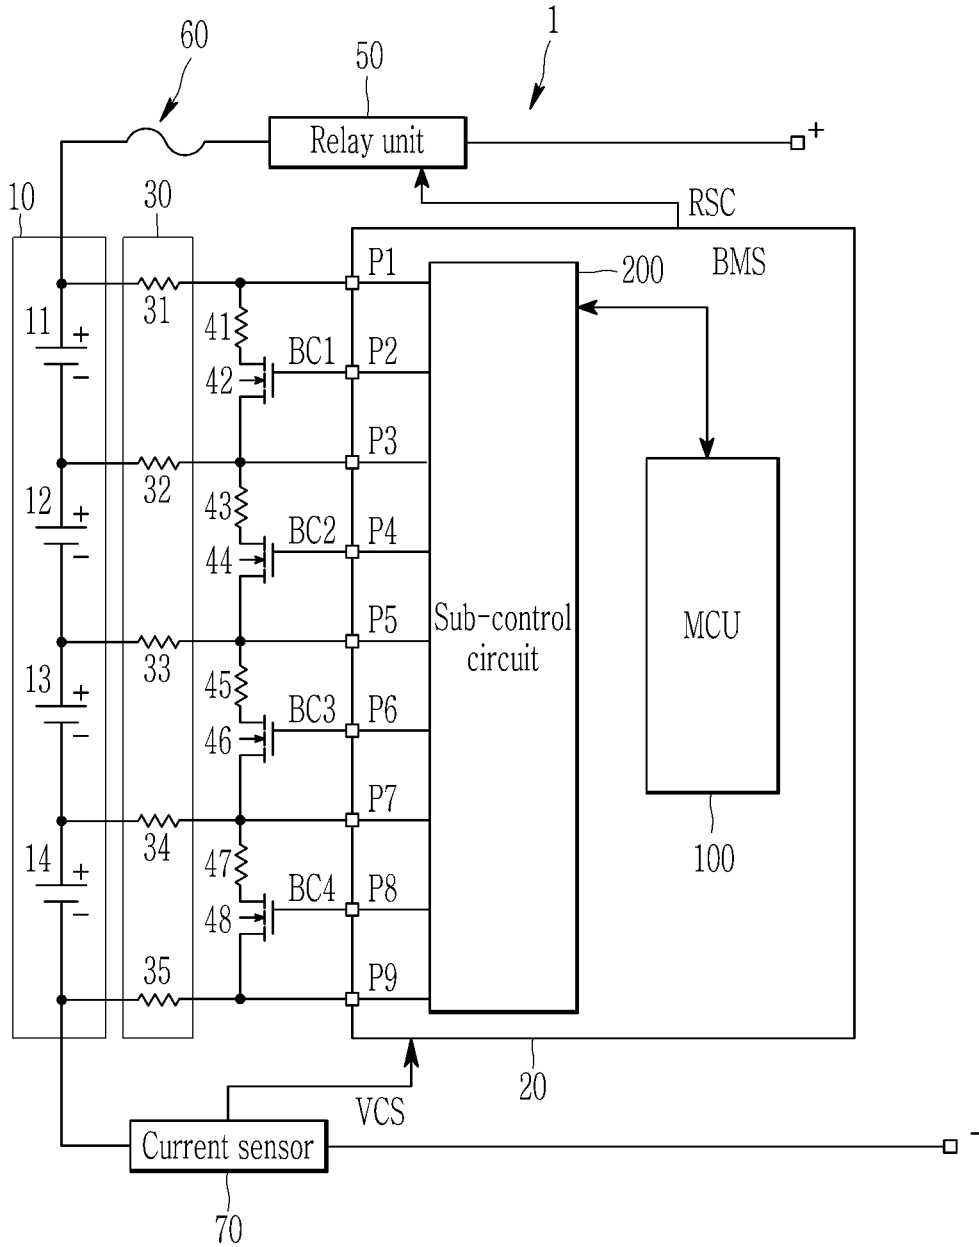 1
60
50
Relay unit
+
10
30
RSC
BMS
P1
200
31
11
+
−
41
BC1
P2
42
P3
32
12
+
−
43
BC2
P4
44
P5
Sub-control
circuit
MCU
33
13
+
−
45
BC3
P6
46
P7
34
14
+
−
47
100
BC4
P8
48
35
P9
20
VCS
Current sensor
−
70